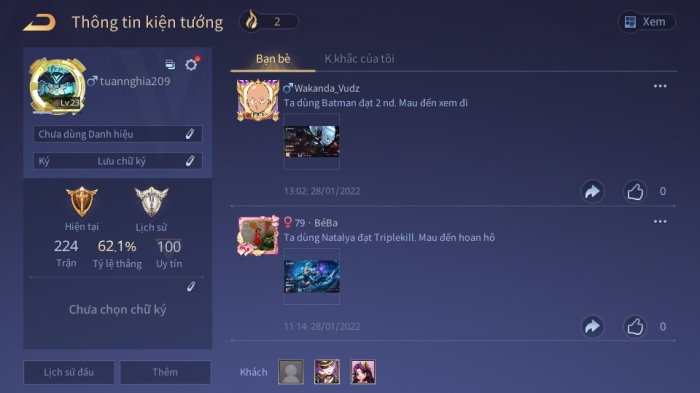 Thông tin kiện tướng
2
Xem
tuannghia209
Lv.23
Chưa dùng Danh hiệu
Ký Lưu chữ ký
Hiện tại Lịch sử
224 62.1% 100
Trận Tỷ lệ thắng Uy tín
Chưa chọn chữ ký
Lịch sử đấu Thêm
Bạn bè K.khắc của tôi
Wakanda_Vudz
Ta dùng Batman đạt 2 nd. Mau đến xem đi
13:02 28/01/2022
0
79 · BéBa
Ta dùng Natalya đạt Triplekill. Mau đến hoan hô
11:14 28/01/2022
0
Khách